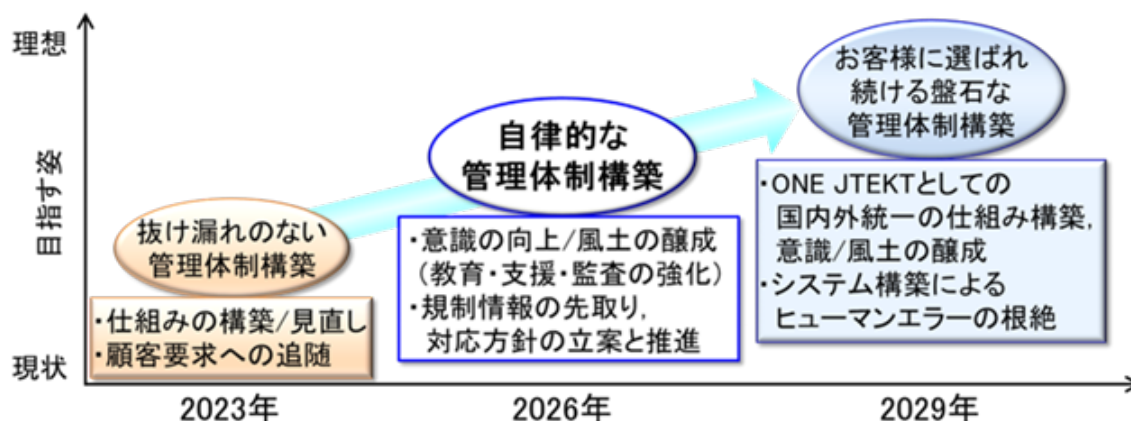 理想
目指す姿
現状
抜け漏れのない
管理体制構築
・仕組みの構築/見直し
・顧客要求への追随
2023年
自律的な
管理体制構築
・意識の向上/風土の醸成
(教育・支援・監査の強化)
・規制情報の先取り,
対応方針の立案と推進
2026年
お客様に選ばれ
続ける盤石な
管理体制構築
・ONE JTEKTとしての
国内外統一の仕組み構築,
意識/風土の醸成
・システム構築による
ヒューマンエラーの根絶
2029年